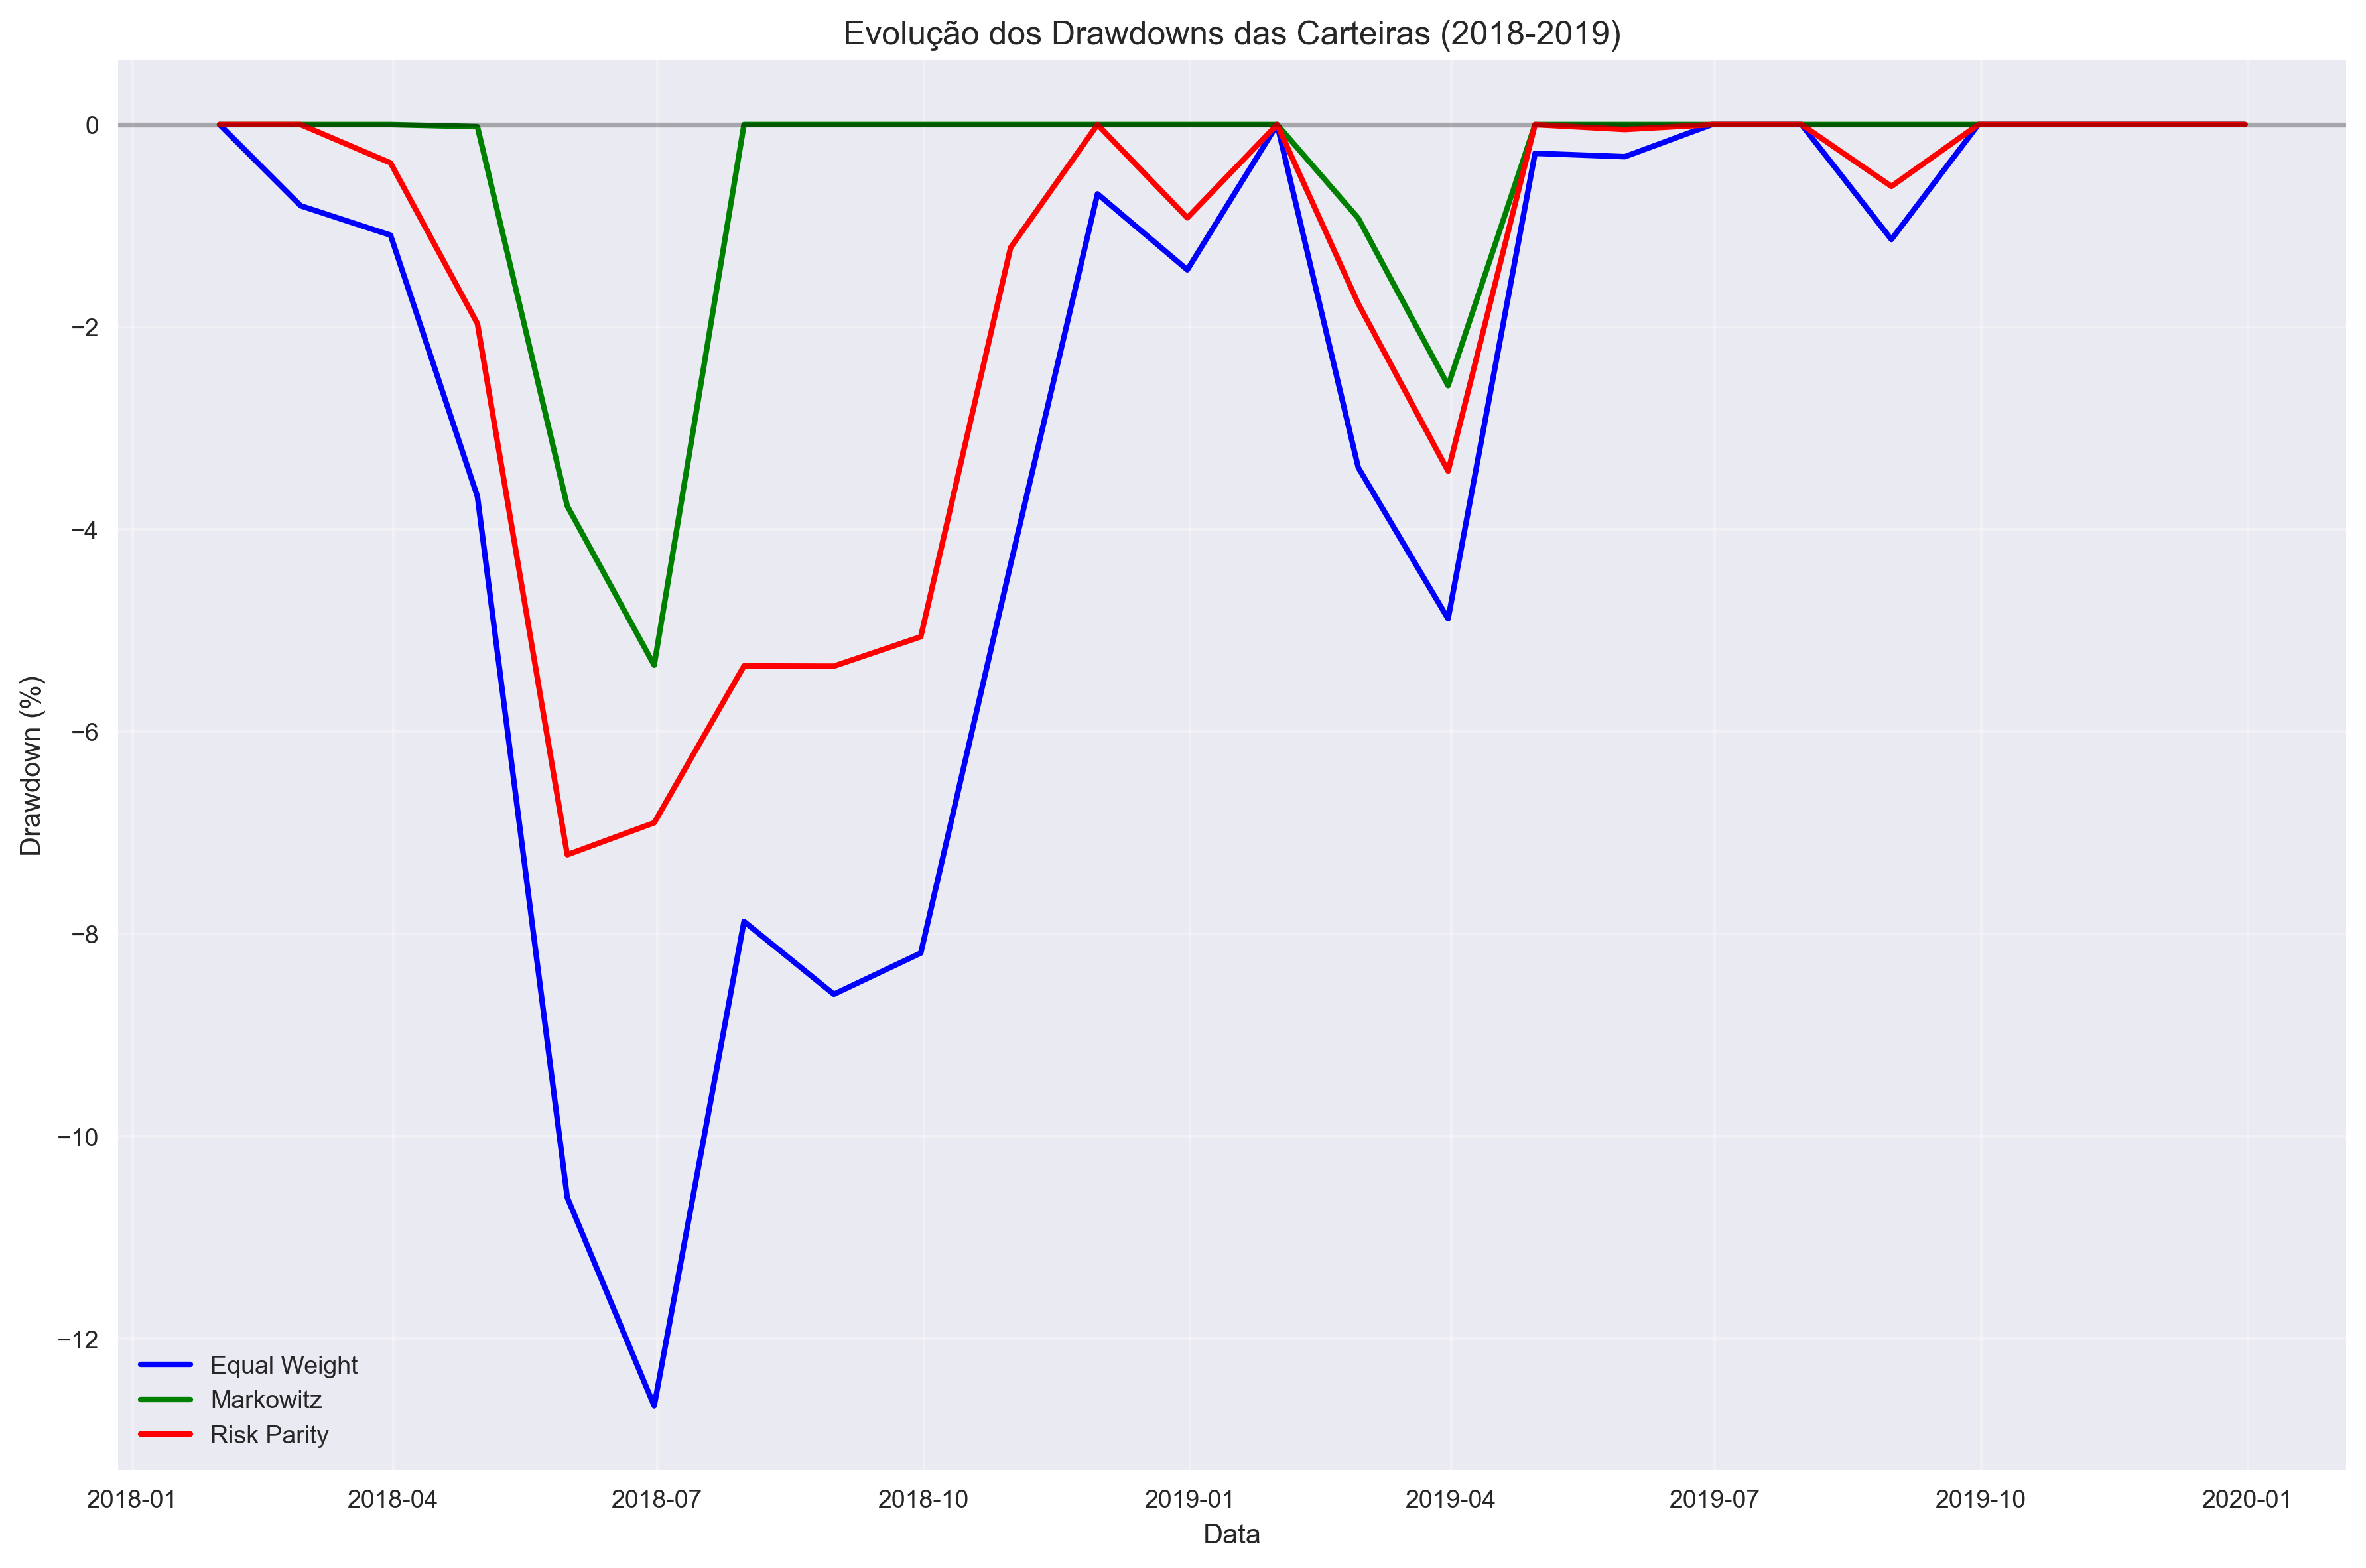 Evolução dos Drawdowns das Carteiras (2018-2019)
Drawdown (%)
0
−2
−4
−6
−8
−10
−12
Equal Weight
Markowitz
Risk Parity
2018-01
2018-04
2018-07
2018-10
2019-01
2019-04
2019-07
2019-10
2020-01
Data